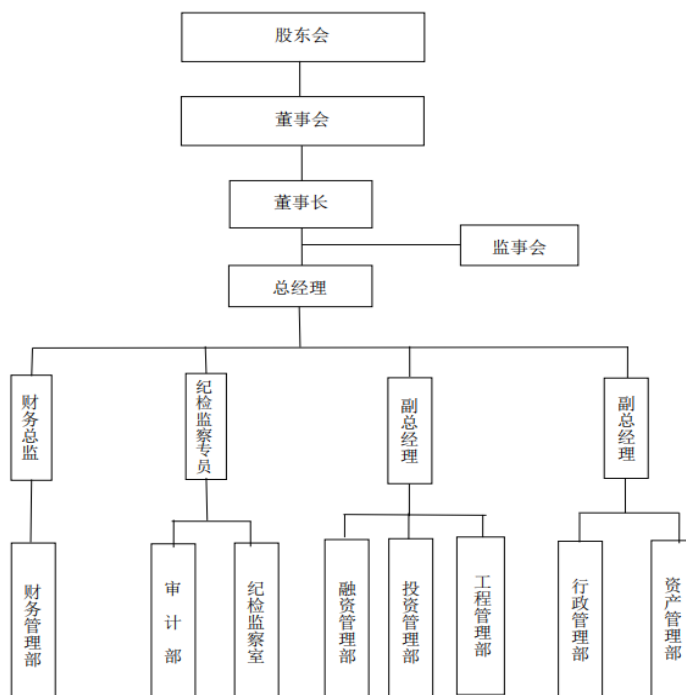 股东会
董事会
董事长
监事会
总经理
财务总监
纪检监察专员
副总经理
副总经理
财务管理部
审计部
纪检监察室
融资管理部
投资管理部
工程管理部
行政管理部
资产管理部